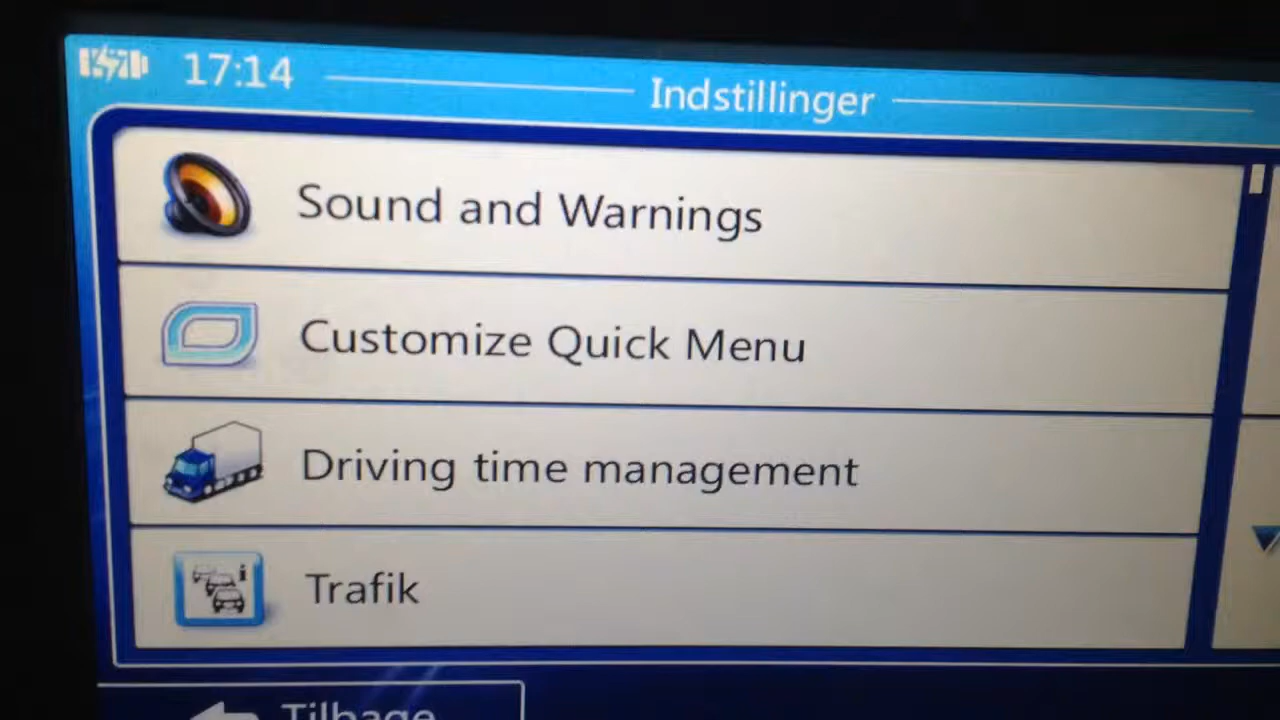 17:14
Indstillinger
Sound and Warnings
Customize Quick Menu
Driving time management
i
Trafik
Tilbage